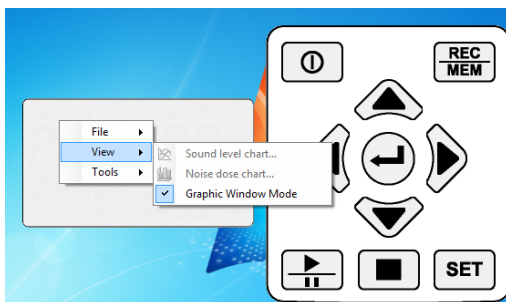 REC
MEM
File
View
Tools
Sound level chart...
Noise dose chart...
Graphic Window Mode
SET